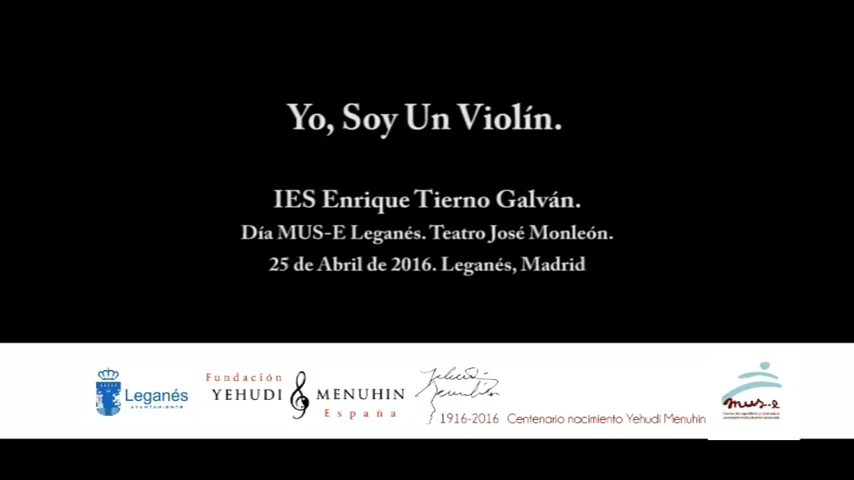 Yo, Soy Un Violín.
IES Enrique Tierno Galván.
Día MUS-E Leganés. Teatro José Monleón.
25 de Abril de 2016. Leganés, Madrid
Leganés
AYUNTAMIENTO
Fundación
YEHUDI MENUHIN
España
1916-2016 Centenario nacimiento Yehudi Menuhin
mus-e